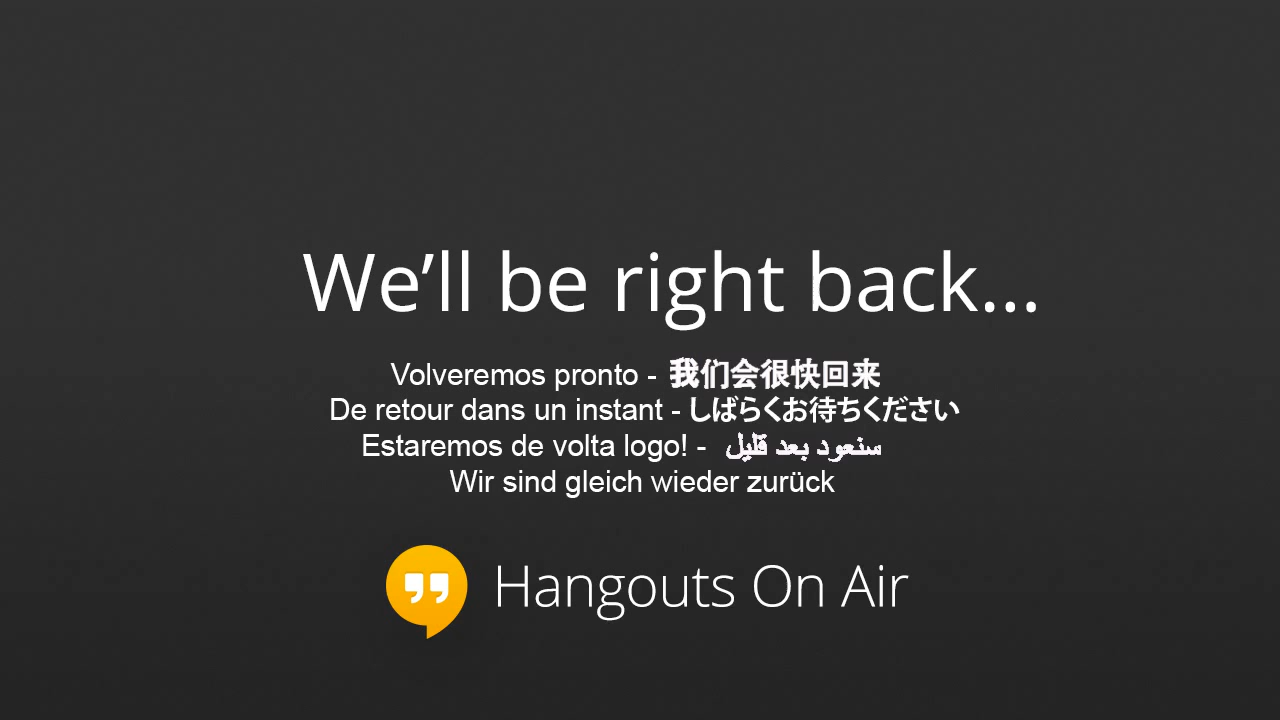 We’ll be right back...
Volveremos pronto - 我们会很快回来
De retour dans un instant - しばらくお待ちください
Estaremos de volta logo! - سنعود بعد قليل
Wir sind gleich wieder zurück
Hangouts On Air